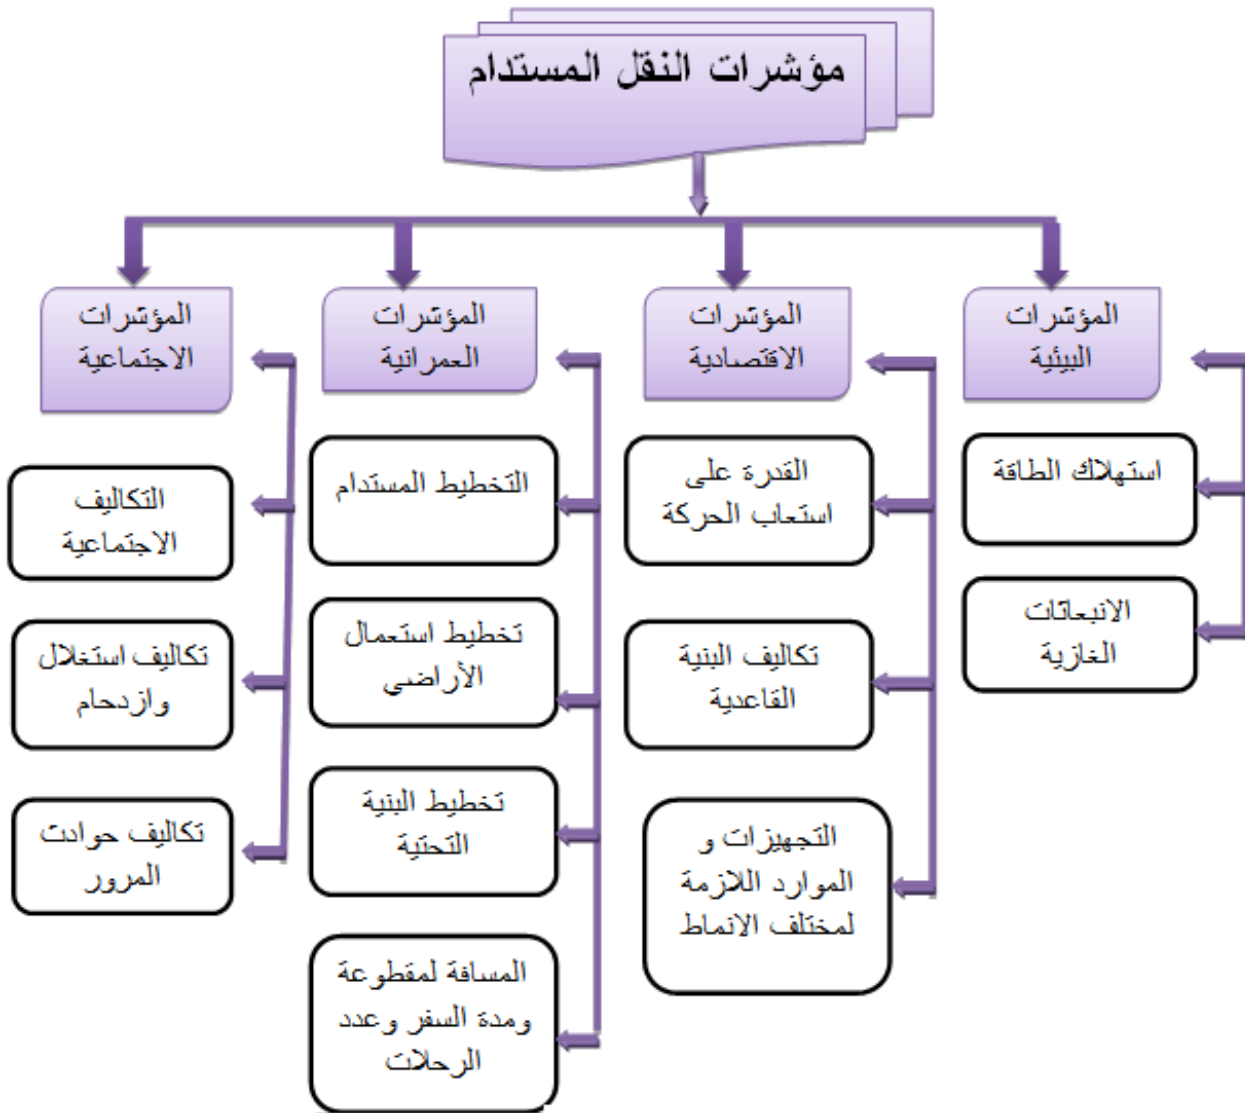 مؤشرات النقل المستدام
المؤشرات
البيئية
استهلاك الطاقة
الانبعاثات
الغازية
المؤشرات
الاقتصادية
القدرة على
استعاب الحركة
تكاليف البنية
القاعدية
التجهيزات و
الموارد اللازمة
لمختلف الانماط
المؤشرات
العمرانية
التخطيط المستدام
تخطيط استعمال
الأراضي
تخطيط البنية
التحتية
المسافة لمقطوعة
ومدة السفر وعدد
الرحلات
المؤشرات
الاجتماعية
التكاليف
الاجتماعية
تكاليف استغلال
وازدحام
تكاليف حوادث
المرور